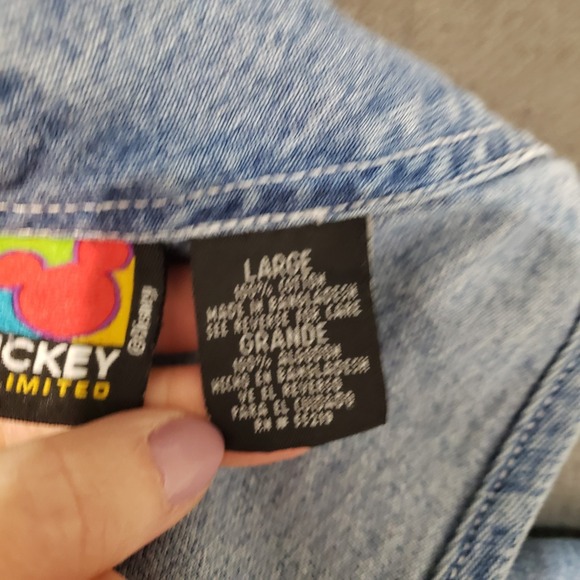 ICKEY
LIMITED
©Disney
LARGE
100% COTTON
MADE IN BANGLADESH
SEE REVERSE FOR CARE
GRANDE
100% ALGODON
HECHO EN BANGLADESH
VE EL REVERSO
PARA EL CUIDADO
RN #